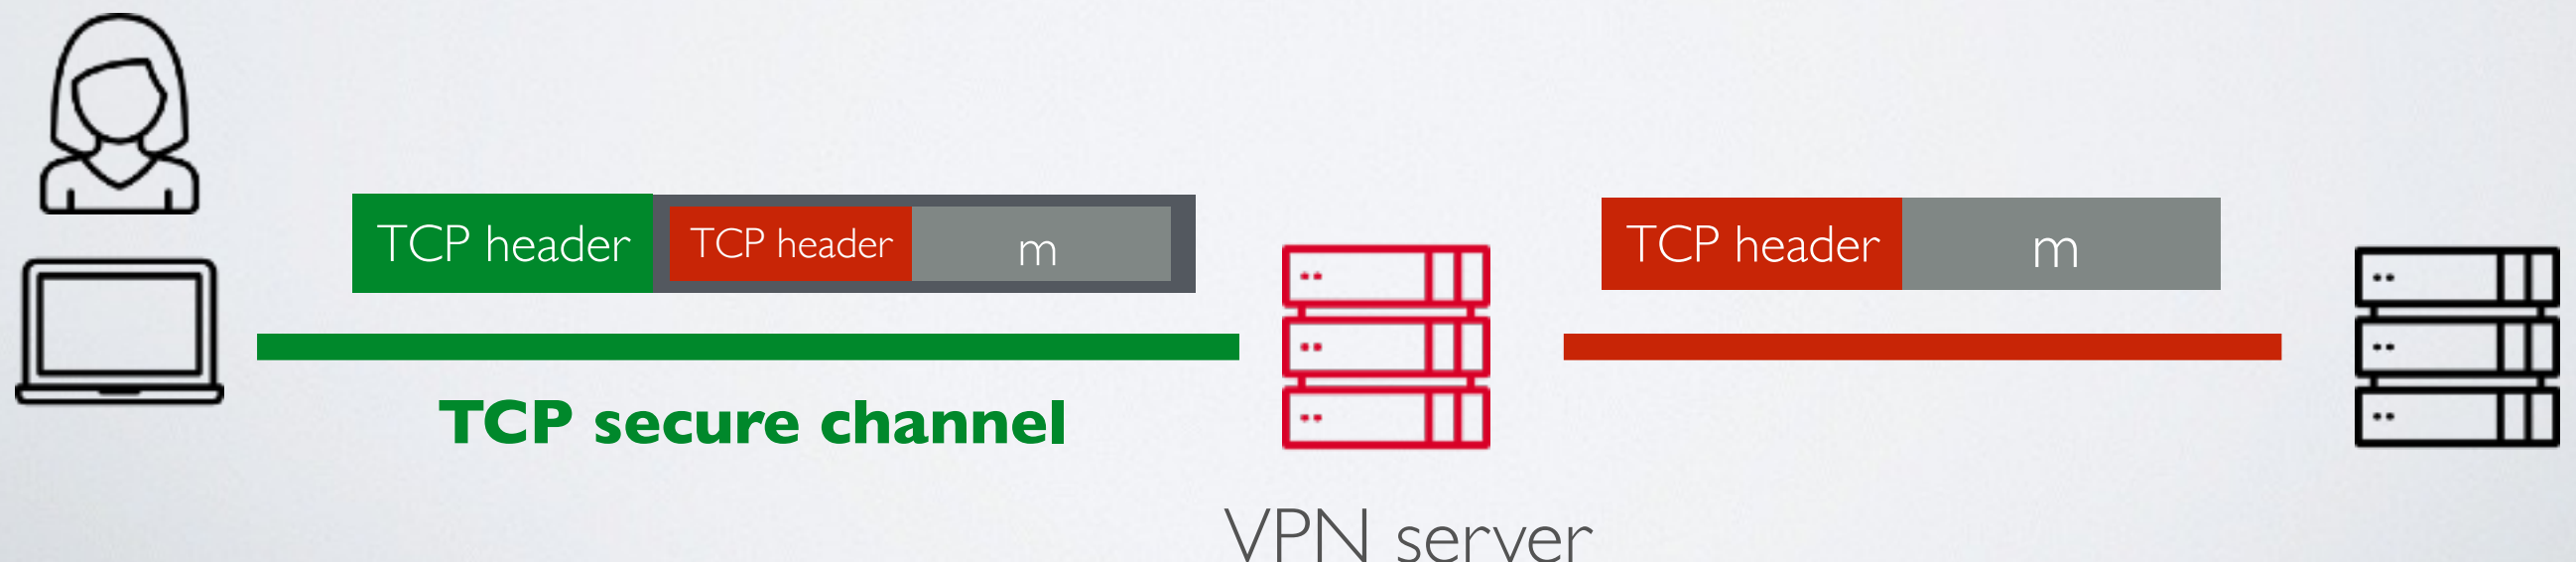 TCP header
TCP header
m
TCP header
m
TCP secure channel
VPN server